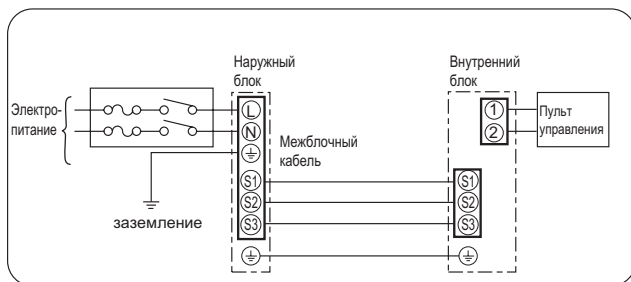 Наружный
блок
Внутренний
блок
Электро-
питание
L
N
Межблочный
кабель
1
2
Пульт
управления
S1
S2
S3
S1
S2
S3
заземление